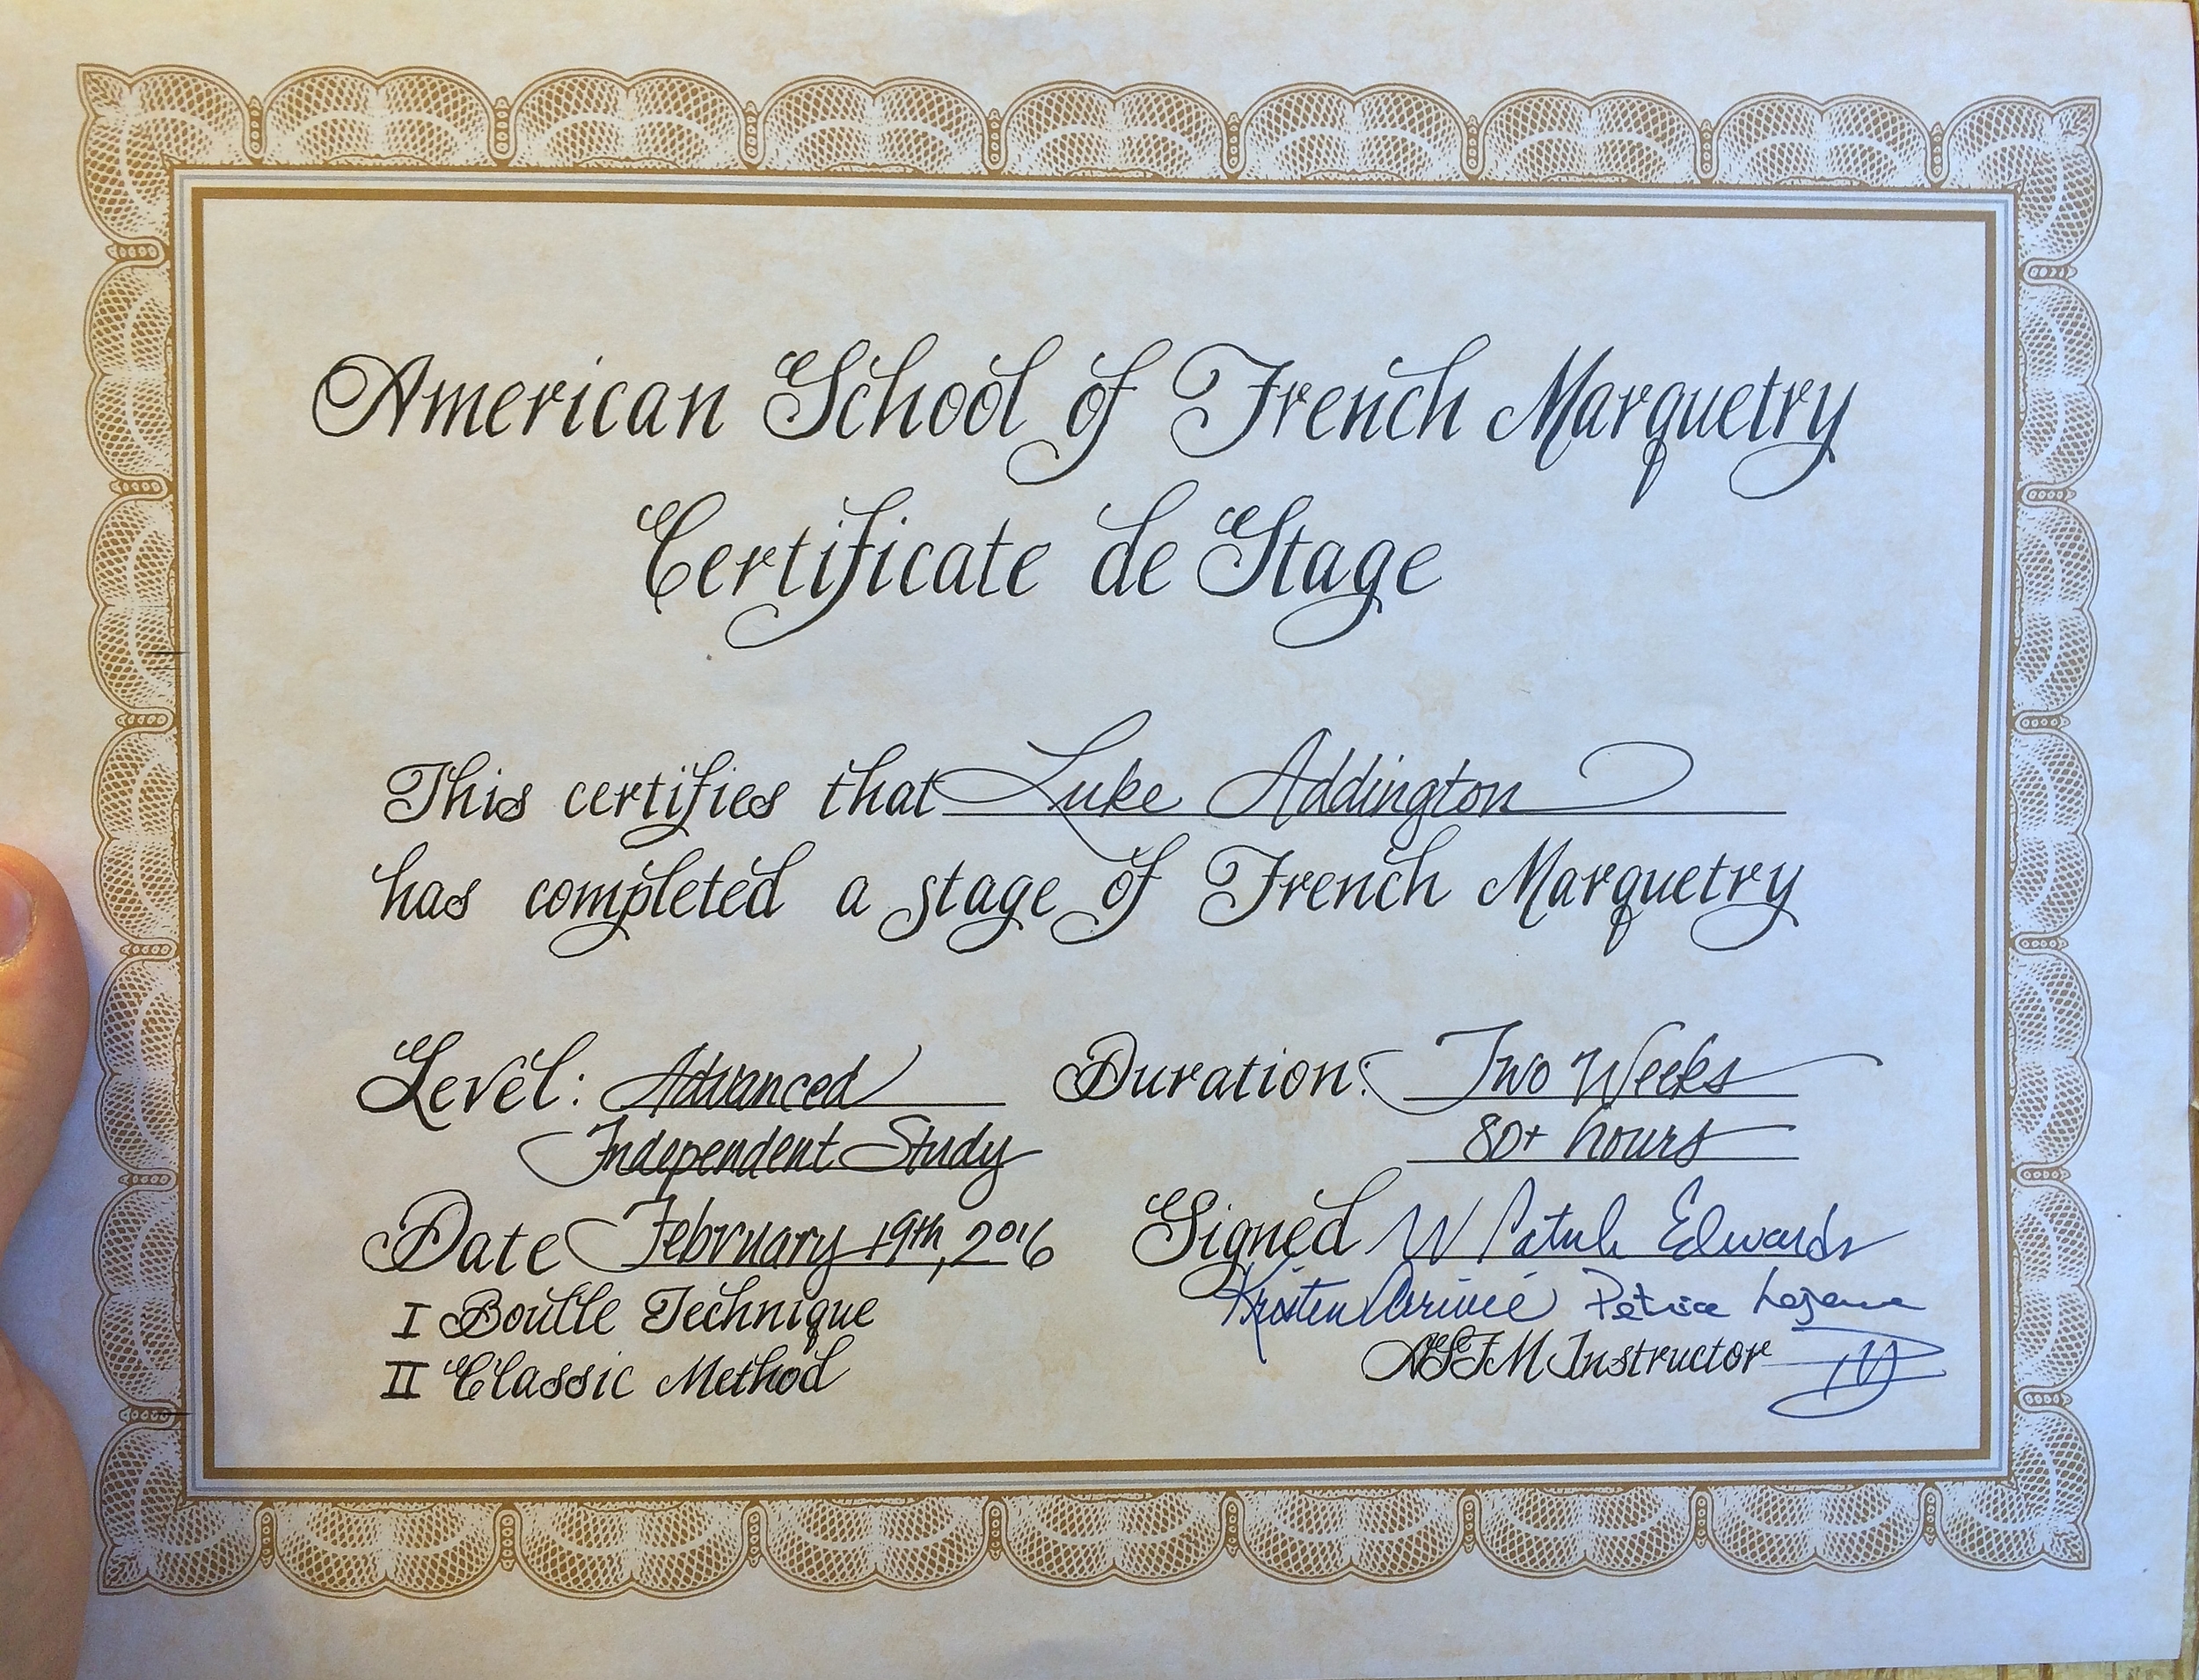 American School of French Marquetry
Certificate de Stage
This certifies that Luke Addington
has completed a stage of French Marquetry
Level: Advanced
Independent Study
Duration: Two Weeks
80+ hours
Date February 19th, 2016
Signed W Patrick Edwards
I Boulle Technique
Kristen Patrice Lejeune
II Classic Method
ASFM Instructor